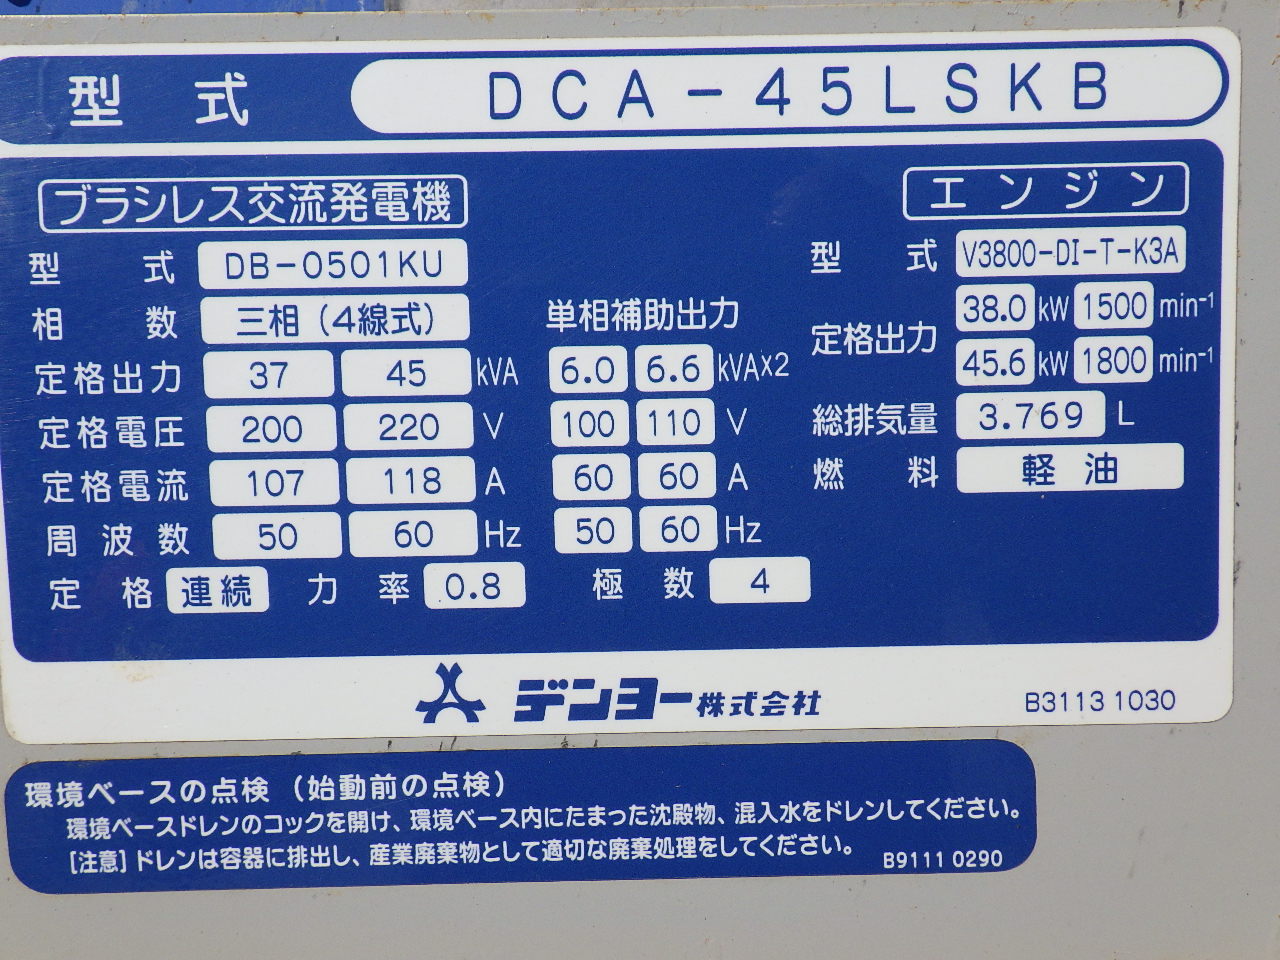 型式 DCA-45LSKB
ブラシレス交流発電機
型式 DB-0501KU
相数 三相(4線式)
定格出力 37 45 kVA
定格電圧 200 220 V
定格電流 107 118 A
周波数 50 60 Hz
定格 連続 力率 0.8 極数 4
単相補助出力
6.0 6.6 kVA×2
100 110 V
60 60 A
50 60 Hz
エンジン
型式 V3800-DI-T-K3A
定格出力 38.0 kW 1500 min-1
45.6 kW 1800 min-1
総排気量 3.769 L
燃料 軽油
デンヨー株式会社
B3113 1030
環境ベースの点検(始動前の点検)
環境ベースドレンのコックを開け、環境ベース内にたまった沈殿物、混入水をドレンしてください。
[注意]ドレンは容器に排出し、産業廃棄物として適切な廃棄処理をしてください。
B9111 0290